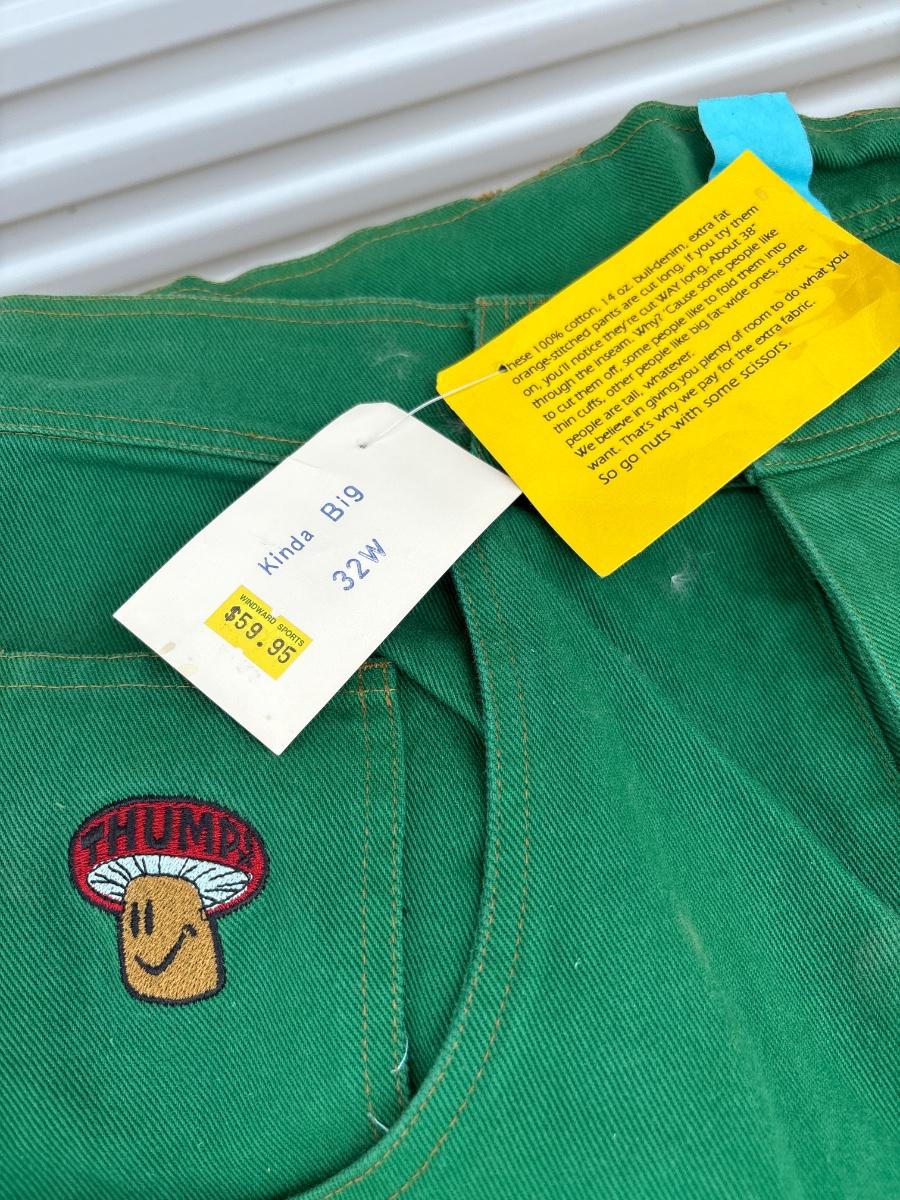 These 100% cotton, 14 oz. bull-denim, extra fat
orange-stitched pants are cut long. If you try them
on, you'll notice they're cut WAY long. About 38"
through the inseam. Why? 'Cause some people like
to cut them off, some people like to fold them into
thin cuffs, other people like big fat wide ones, some
people are tall, whatever.
We believe in giving you plenty of room to do what you
want. That's why we pay for the extra fabric.
So go nuts with some scissors.
Kinda Big
32W
WINDWARD SPORTS
$59.95
THUMPY